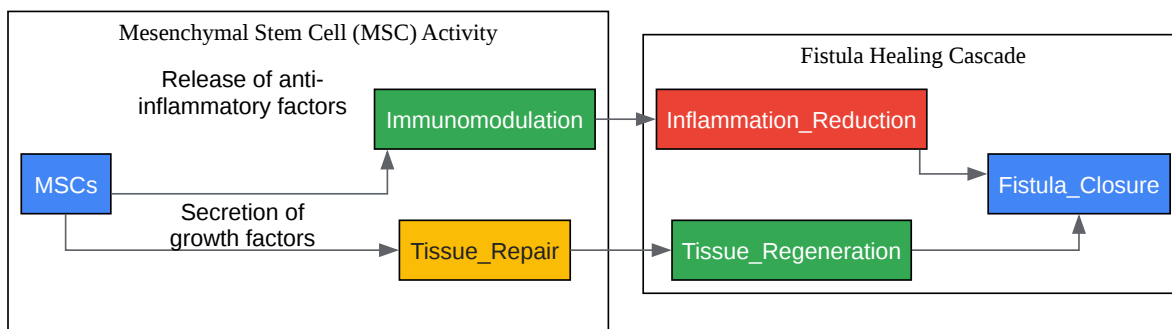 Mesenchymal Stem Cell (MSC) Activity
Release of anti-
inflammatory factors
Immunomodulation
MSCs
Secretion of
growth factors
Tissue_Repair
Fistula Healing Cascade
Inflammation_Reduction
Fistula_Closure
Tissue_Regeneration